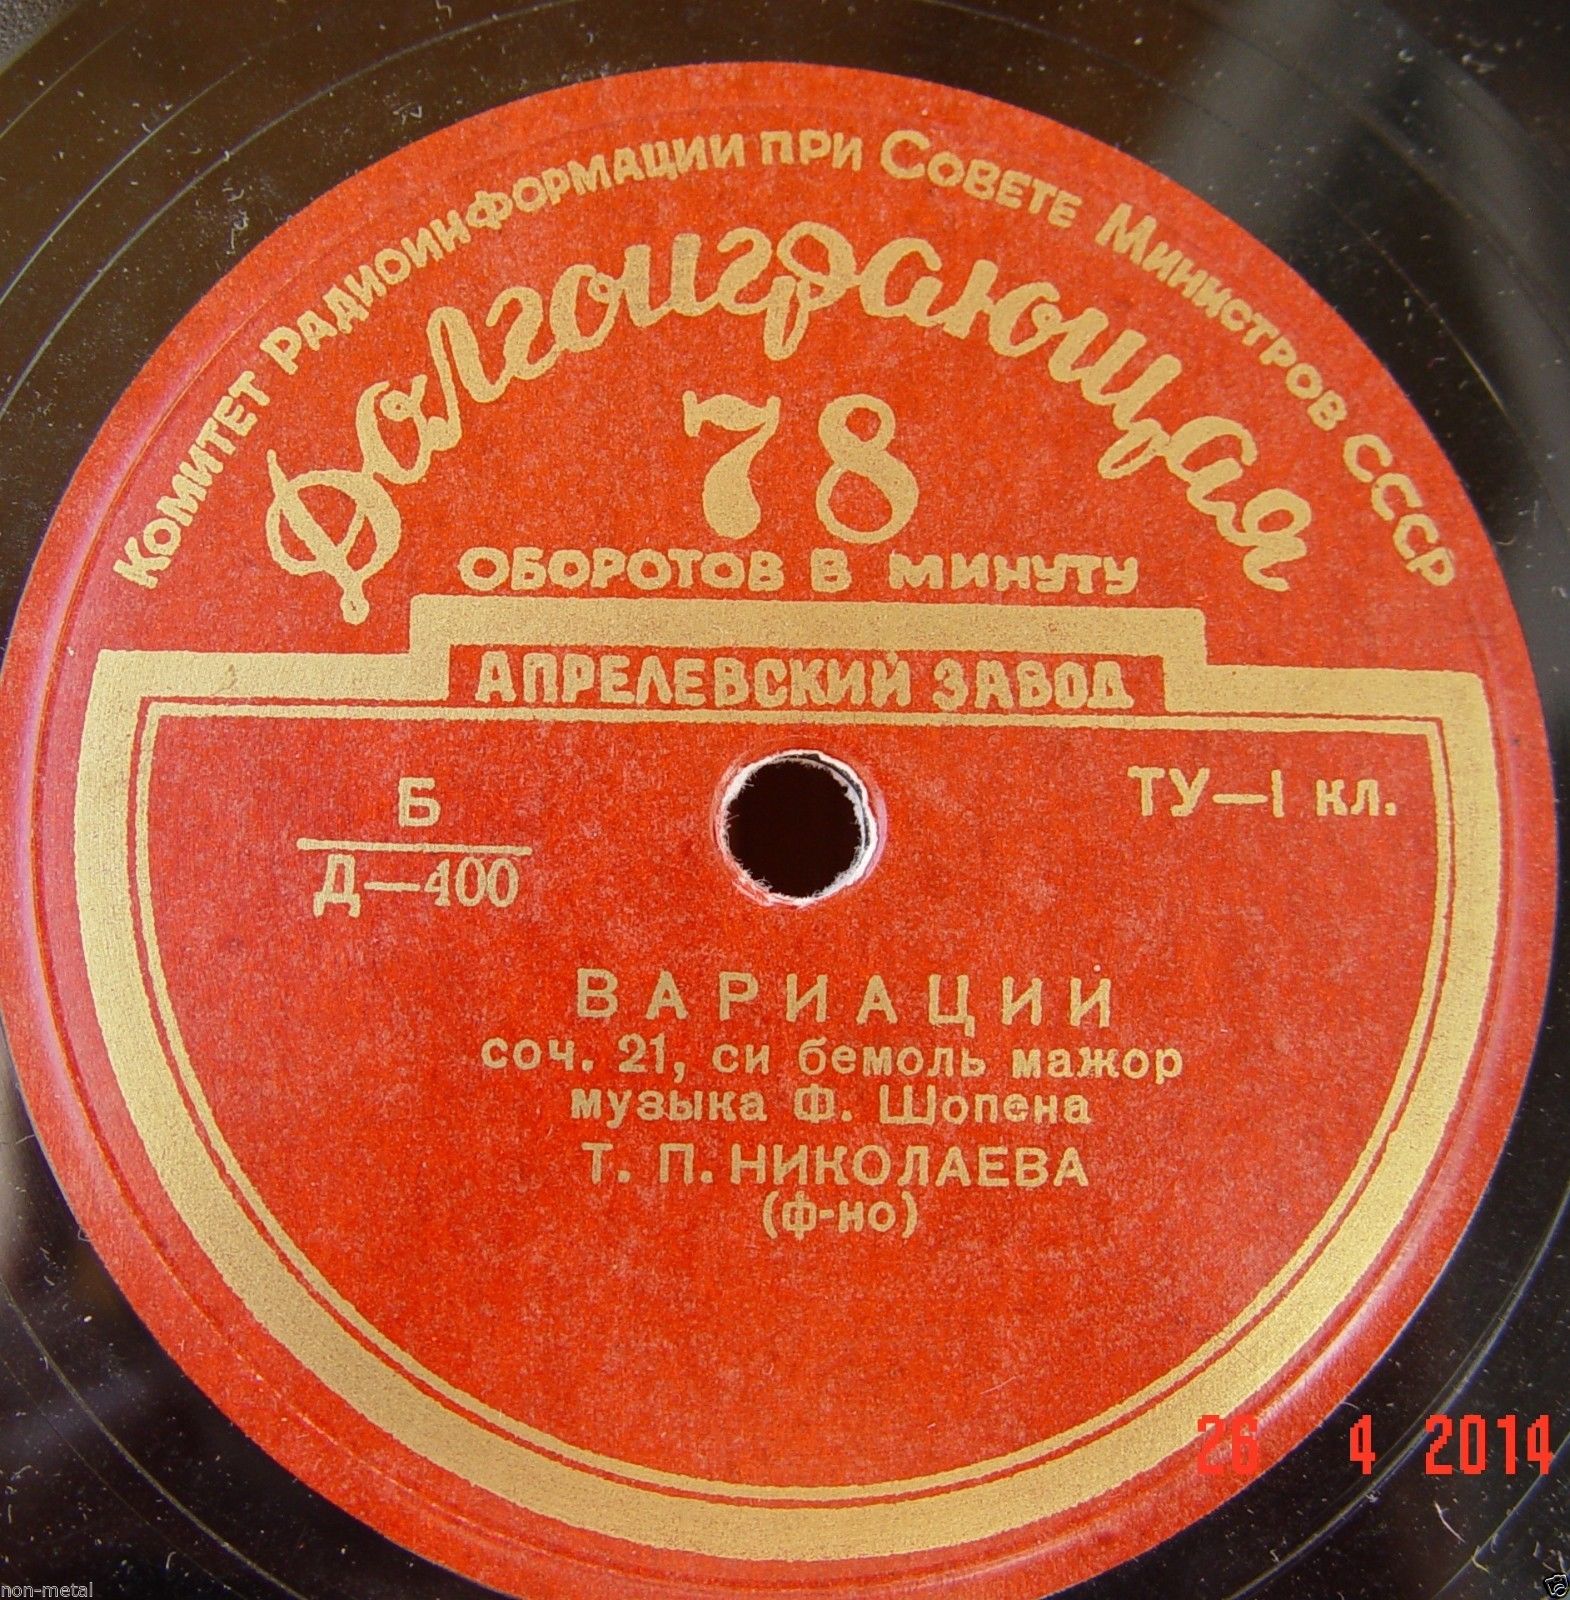 Комитет Радиоинформации при Совете Министров СССР
Долгоиграющая
78
ОБОРОТОВ В МИНУТУ
АПРЕЛЕВСКИЙ ЗАВОД
Б
Д—400
ТУ—1 кл.
ВАРИАЦИИ
соч. 21, си бемоль мажор
музыка Ф. Шопена
Т. П. НИКОЛАЕВА
(ф-но)
26 4 2014
non-metal